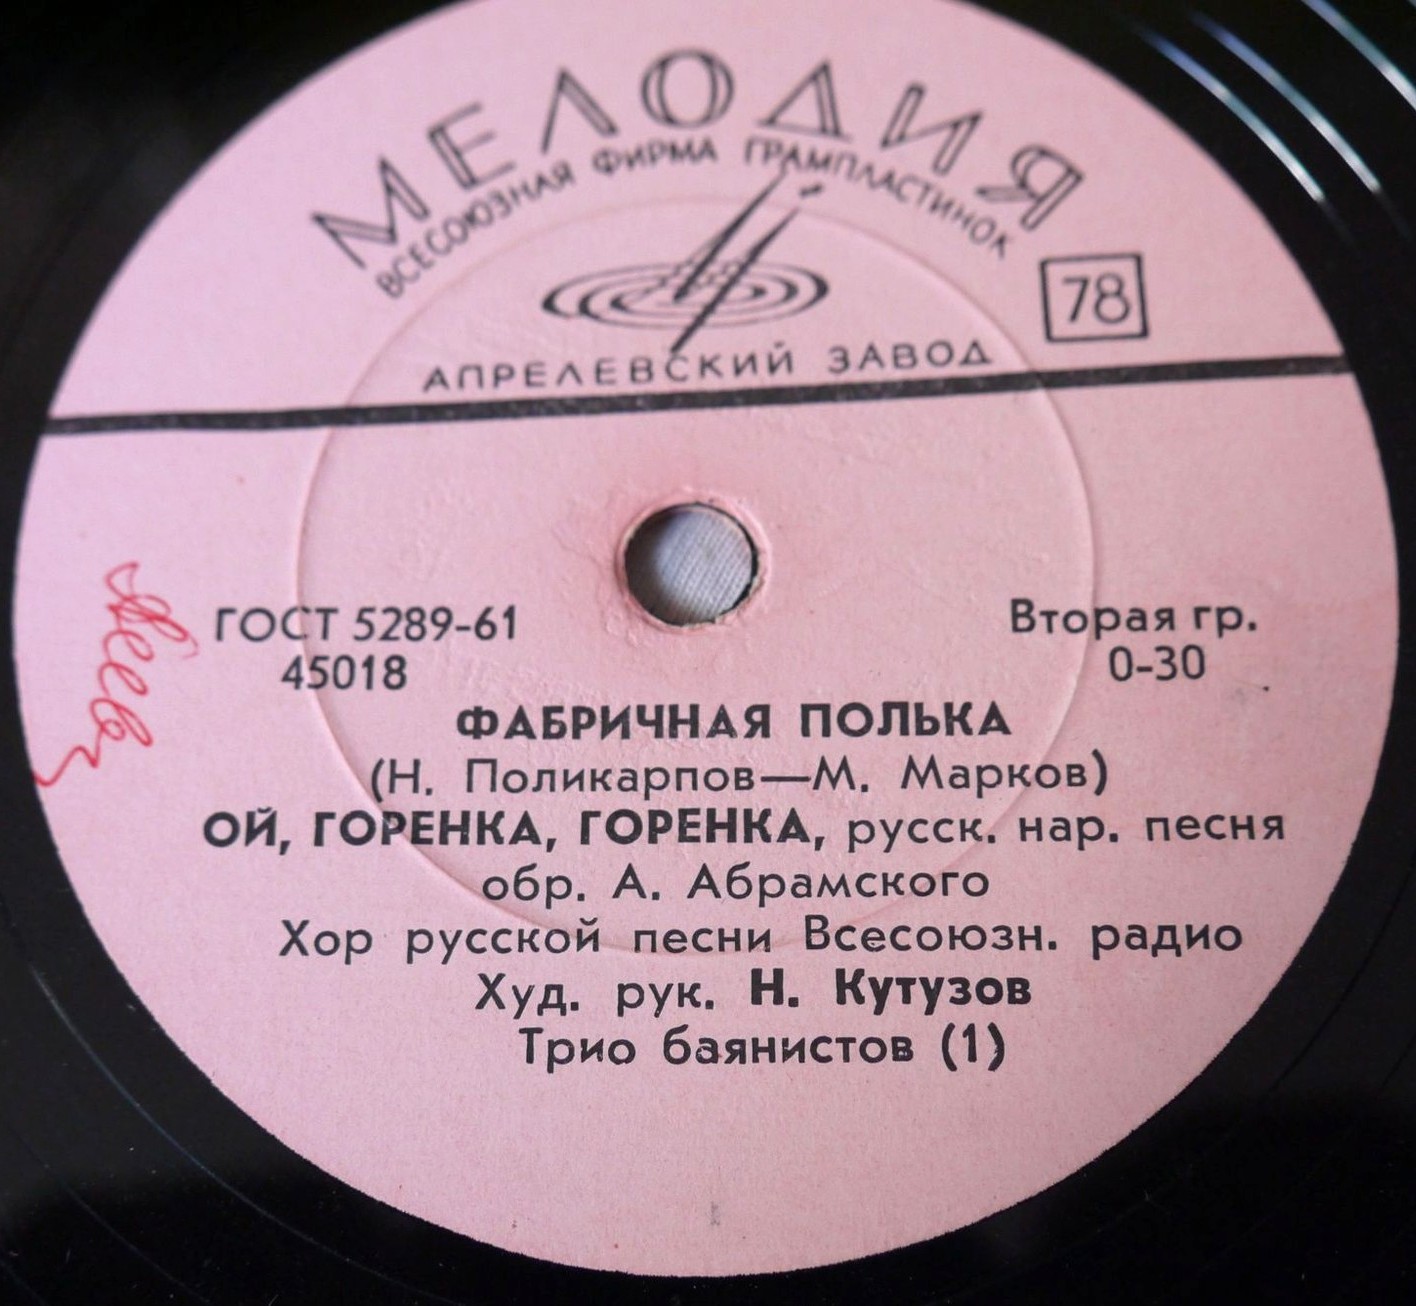 МЕЛОДИЯ
ВСЕСОЮЗНАЯ ФИРМА ГРАМПЛАСТИНОК
78
АПРЕЛЕВСКИЙ ЗАВОД
ГОСТ 5289-61
Вторая гр.
45018
0-30
ФАБРИЧНАЯ ПОЛЬКА
(Н. Поликарпов—М. Марков)
ОЙ, ГОРЕНКА, ГОРЕНКА, русск. нар. песня
обр. А. Абрамского
Хор русской песни Всесоюзн. радио
Худ. рук. Н. Кутузов
Трио баянистов (1)